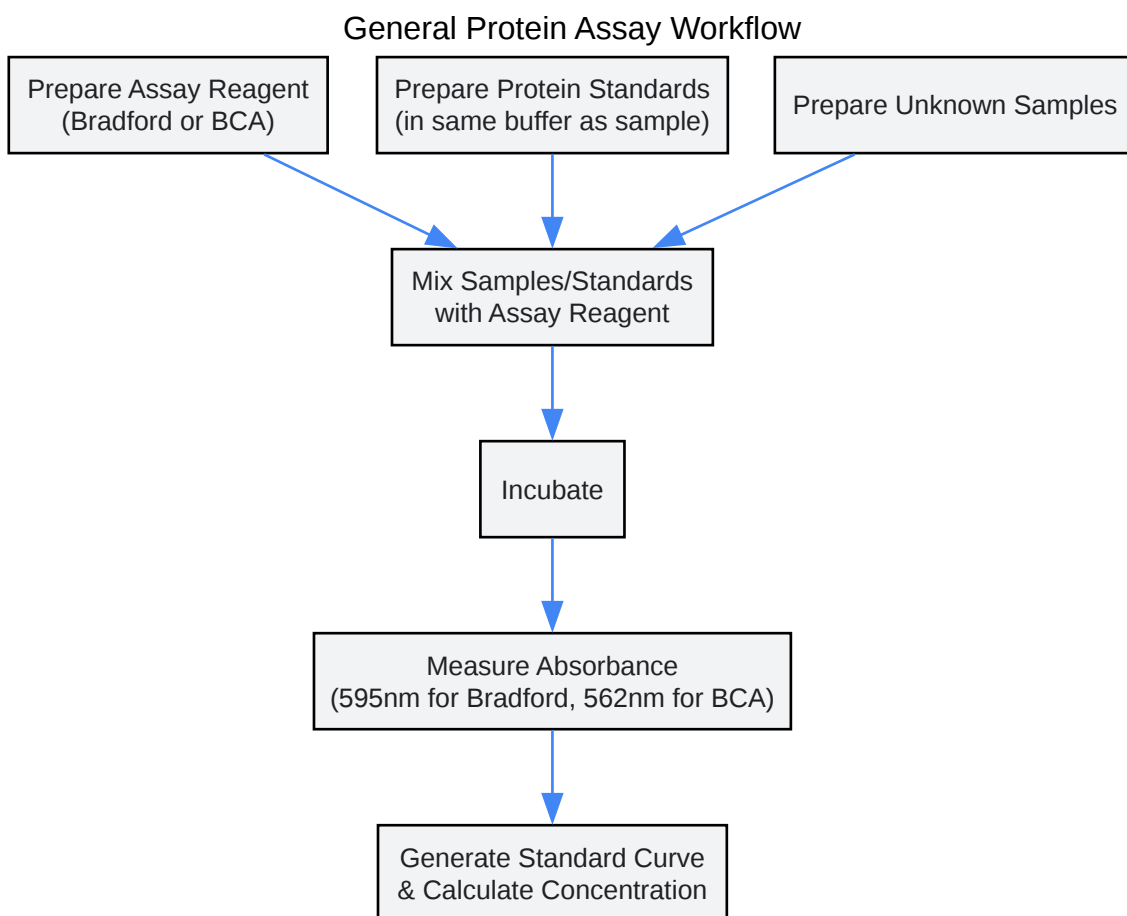 General Protein Assay Workflow
Prepare Assay Reagent
(Bradford or BCA)
Prepare Protein Standards
(in same buffer as sample)
Prepare Unknown Samples
Mix Samples/Standards
with Assay Reagent
Incubate
Measure Absorbance
(595nm for Bradford, 562nm for BCA)
Generate Standard Curve
& Calculate Concentration